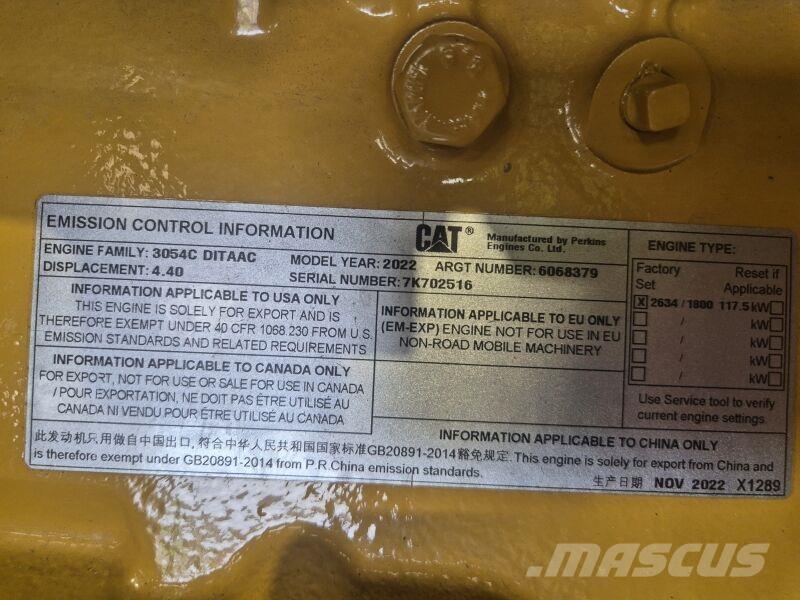 EMISSION CONTROL INFORMATION
CAT® Manufactured by Perkins Engines Co. Ltd.
ENGINE FAMILY: 3054C DITAAC MODEL YEAR: 2022 ARGT NUMBER: 6068379
DISPLACEMENT: 4.40 SERIAL NUMBER: 7K702516
INFORMATION APPLICABLE TO USA ONLY
THIS ENGINE IS SOLELY FOR EXPORT AND IS
THEREFORE EXEMPT UNDER 40 CFR 1068 230 FROM U.S.
EMISSION STANDARDS AND RELATED REQUIREMENTS
INFORMATION APPLICABLE TO EU ONLY
(EM-EXP) ENGINE NOT FOR USE IN EU
NON-ROAD MOBILE MACHINERY
INFORMATION APPLICABLE TO CANADA ONLY
FOR EXPORT, NOT FOR USE OR SALE FOR USE IN CANADA
/ POUR EXPORTATION, NE DOIT PAS ÊTRE UTILISÉ AU
CANADA NI VENDU POUR ÊTRE UTILISÉ AU CANADA
ENGINE TYPE:
Factory Set
Reset if Applicable
X 2634 / 1800 117.5 kW
/ kW
/ kW
/ kW
/ kW
Use Service tool to verify
current engine settings.
INFORMATION APPLICABLE TO CHINA ONLY
此发动机只用做自中国出口,符合中华人民共和国国家标准GB20891-2014豁免规定. This engine is solely for export from China and
is therefore exempt under GB20891-2014 from P.R.China emission standards.
生产日期 NOV 2022 X1289
MASCUS